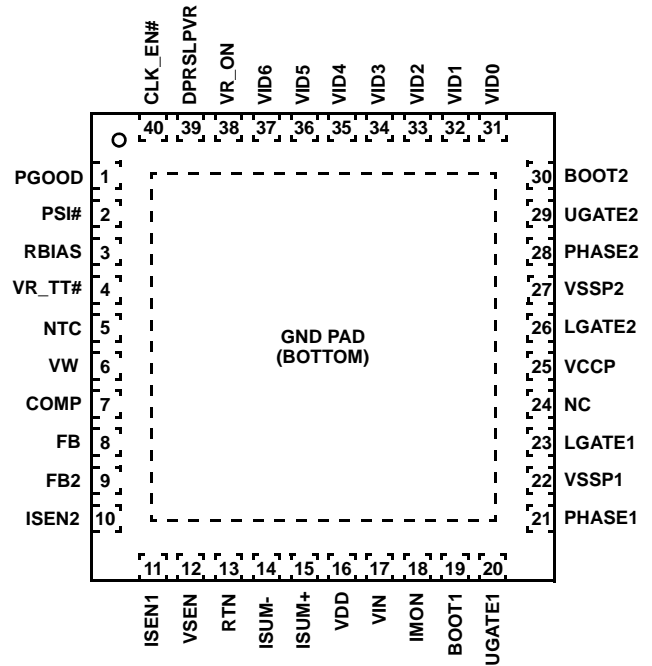 CLK_EN#
DPRSLPVR
VR_ON
VID6
VID5
VID4
VID3
VID2
VID1
VID0
40 39 38 37 36 35 34 33 32 31
PGOOD 1
PSI# 2
RBIAS 3
VR_TT# 4
NTC 5
VW 6
COMP 7
FB 8
FB2 9
ISEN2 10
GND PAD
(BOTTOM)
30 BOOT2
29 UGATE2
28 PHASE2
27 VSSP2
26 LGATE2
25 VCCP
24 NC
23 LGATE1
22 VSSP1
21 PHASE1
11 12 13 14 15 16 17 18 19 20
ISEN1
VSEN
RTN
ISUM-
ISUM+
VDD
VIN
IMON
BOOT1
UGATE1